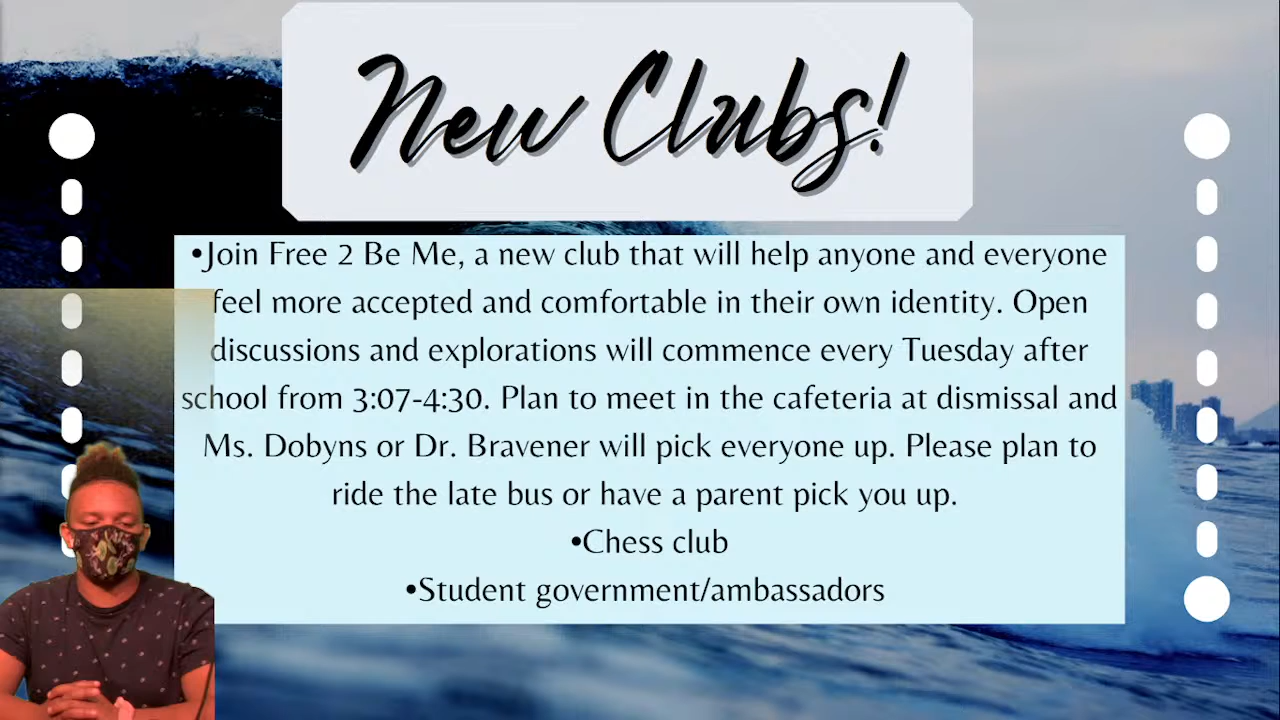 New Clubs!
•Join Free 2 Be Me, a new club that will help anyone and everyone
feel more accepted and comfortable in their own identity. Open
discussions and explorations will commence every Tuesday after
school from 3:07-4:30. Plan to meet in the cafeteria at dismissal and
Ms. Dobyns or Dr. Bravener will pick everyone up. Please plan to
ride the late bus or have a parent pick you up.
•Chess club
•Student government/ambassadors